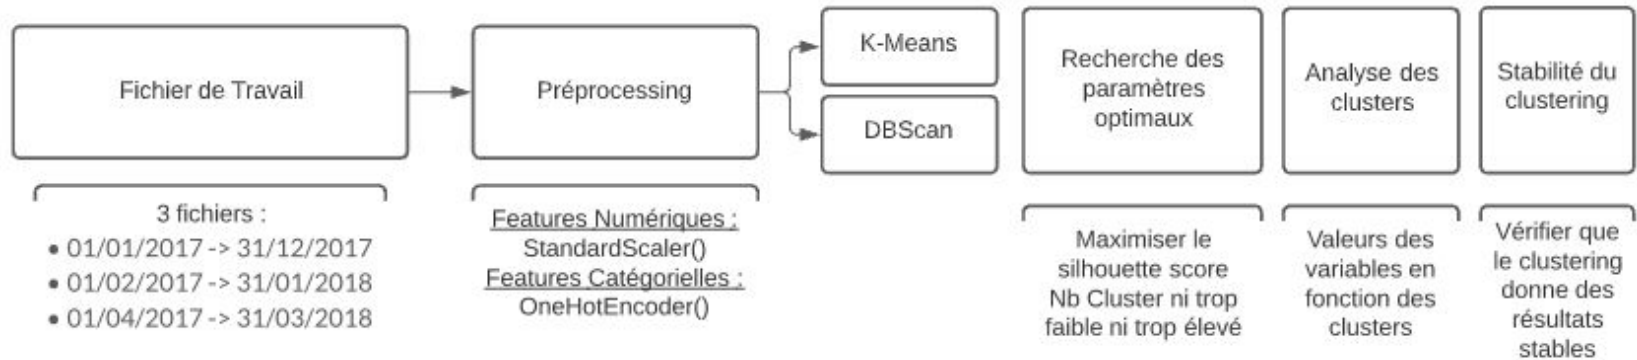 Fichier de Travail
Préprocessing
K-Means
DBScan
Recherche des
paramètres
optimaux
Analyse des
clusters
Stabilité du
clustering
3 fichiers :
• 01/01/2017 -> 31/12/2017
• 01/02/2017 -> 31/01/2018
• 01/04/2017 -> 31/03/2018
Features Numériques :
StandardScaler()
Features Catégorielles :
OneHotEncoder()
Maximiser le
silhouette score
Nb Cluster ni trop
faible ni trop élevé
Valeurs des
variables en
fonction des
clusters
Vérifier que
le clustering
donne des
résultats
stables